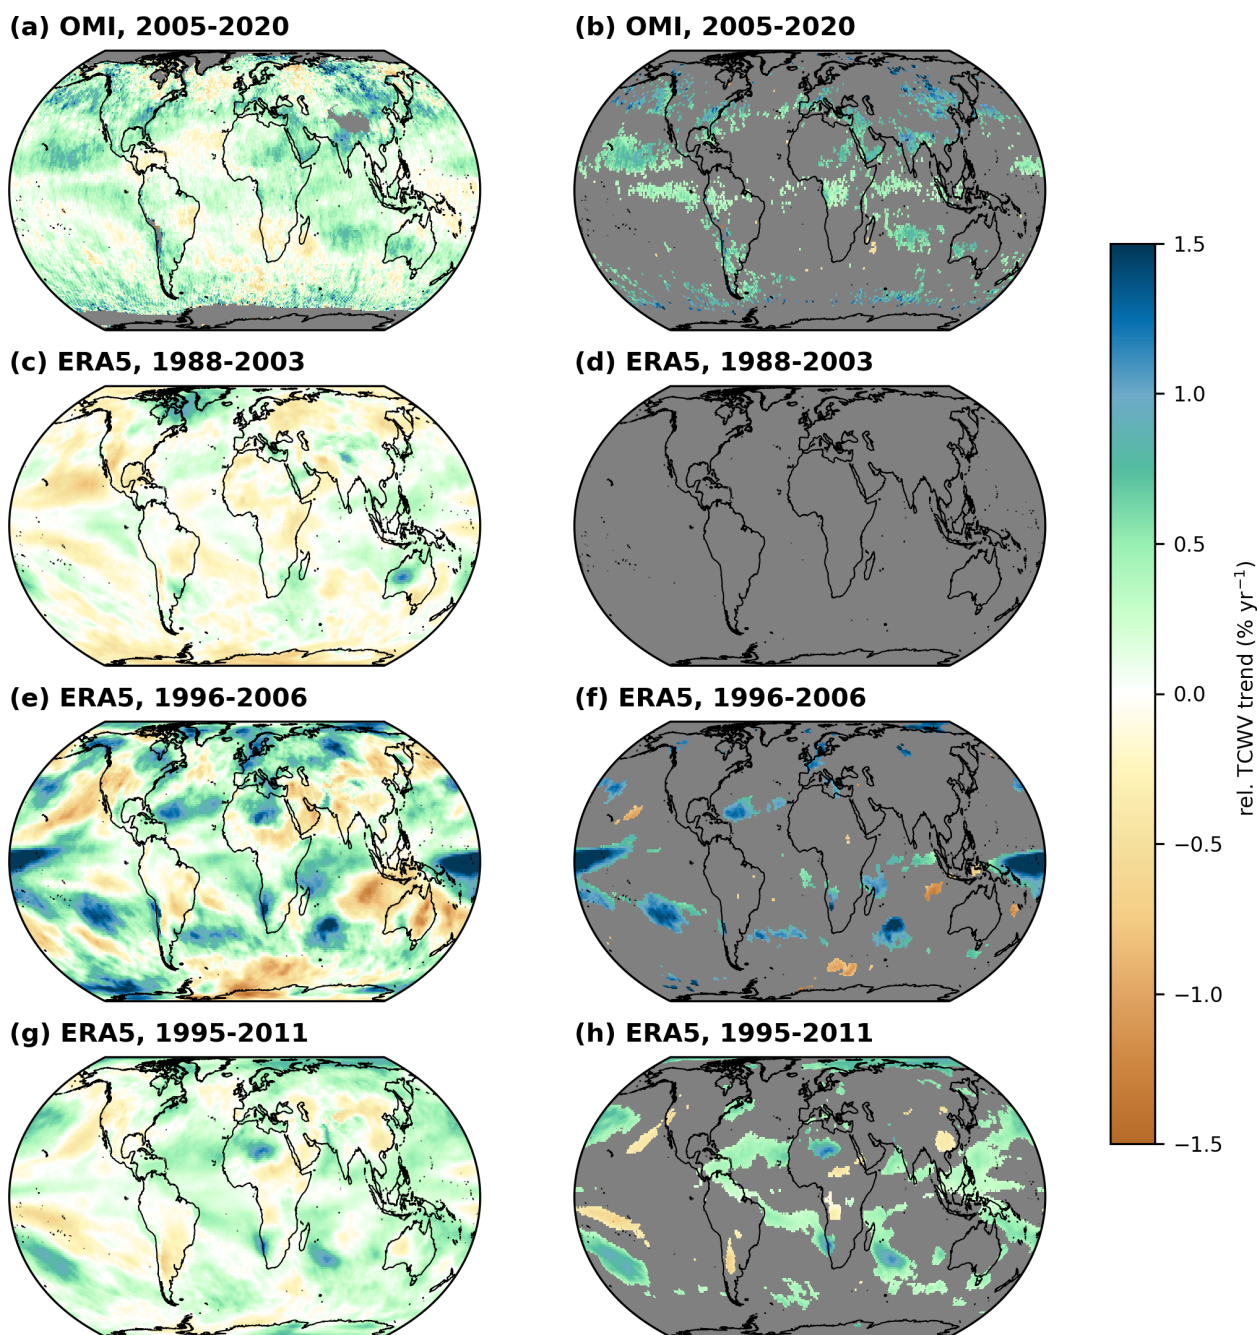 (a) OMI, 2005-2020
(b) OMI, 2005-2020
(c) ERA5, 1988-2003
(d) ERA5, 1988-2003
(e) ERA5, 1996-2006
(f) ERA5, 1996-2006
(g) ERA5, 1995-2011
(h) ERA5, 1995-2011
1.5
1.0
0.5
0.0
−0.5
−1.0
−1.5
rel. TCWV trend (% yr⁻¹)